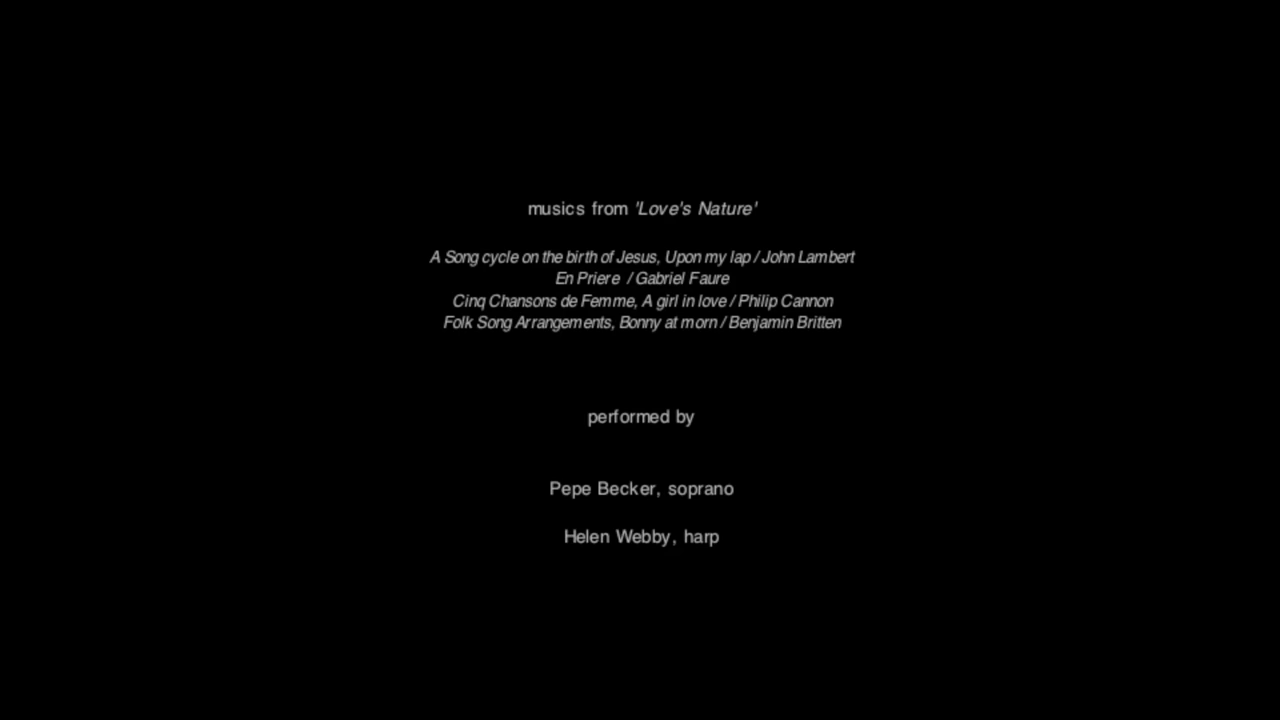 musics from 'Love's Nature'
A Song cycle on the birth of Jesus, Upon my lap / John Lambert
En Priere / Gabriel Faure
Cinq Chansons de Femme, A girl in love / Philip Cannon
Folk Song Arrangements, Bonny at morn / Benjamin Britten
performed by
Pepe Becker, soprano
Helen Webby, harp